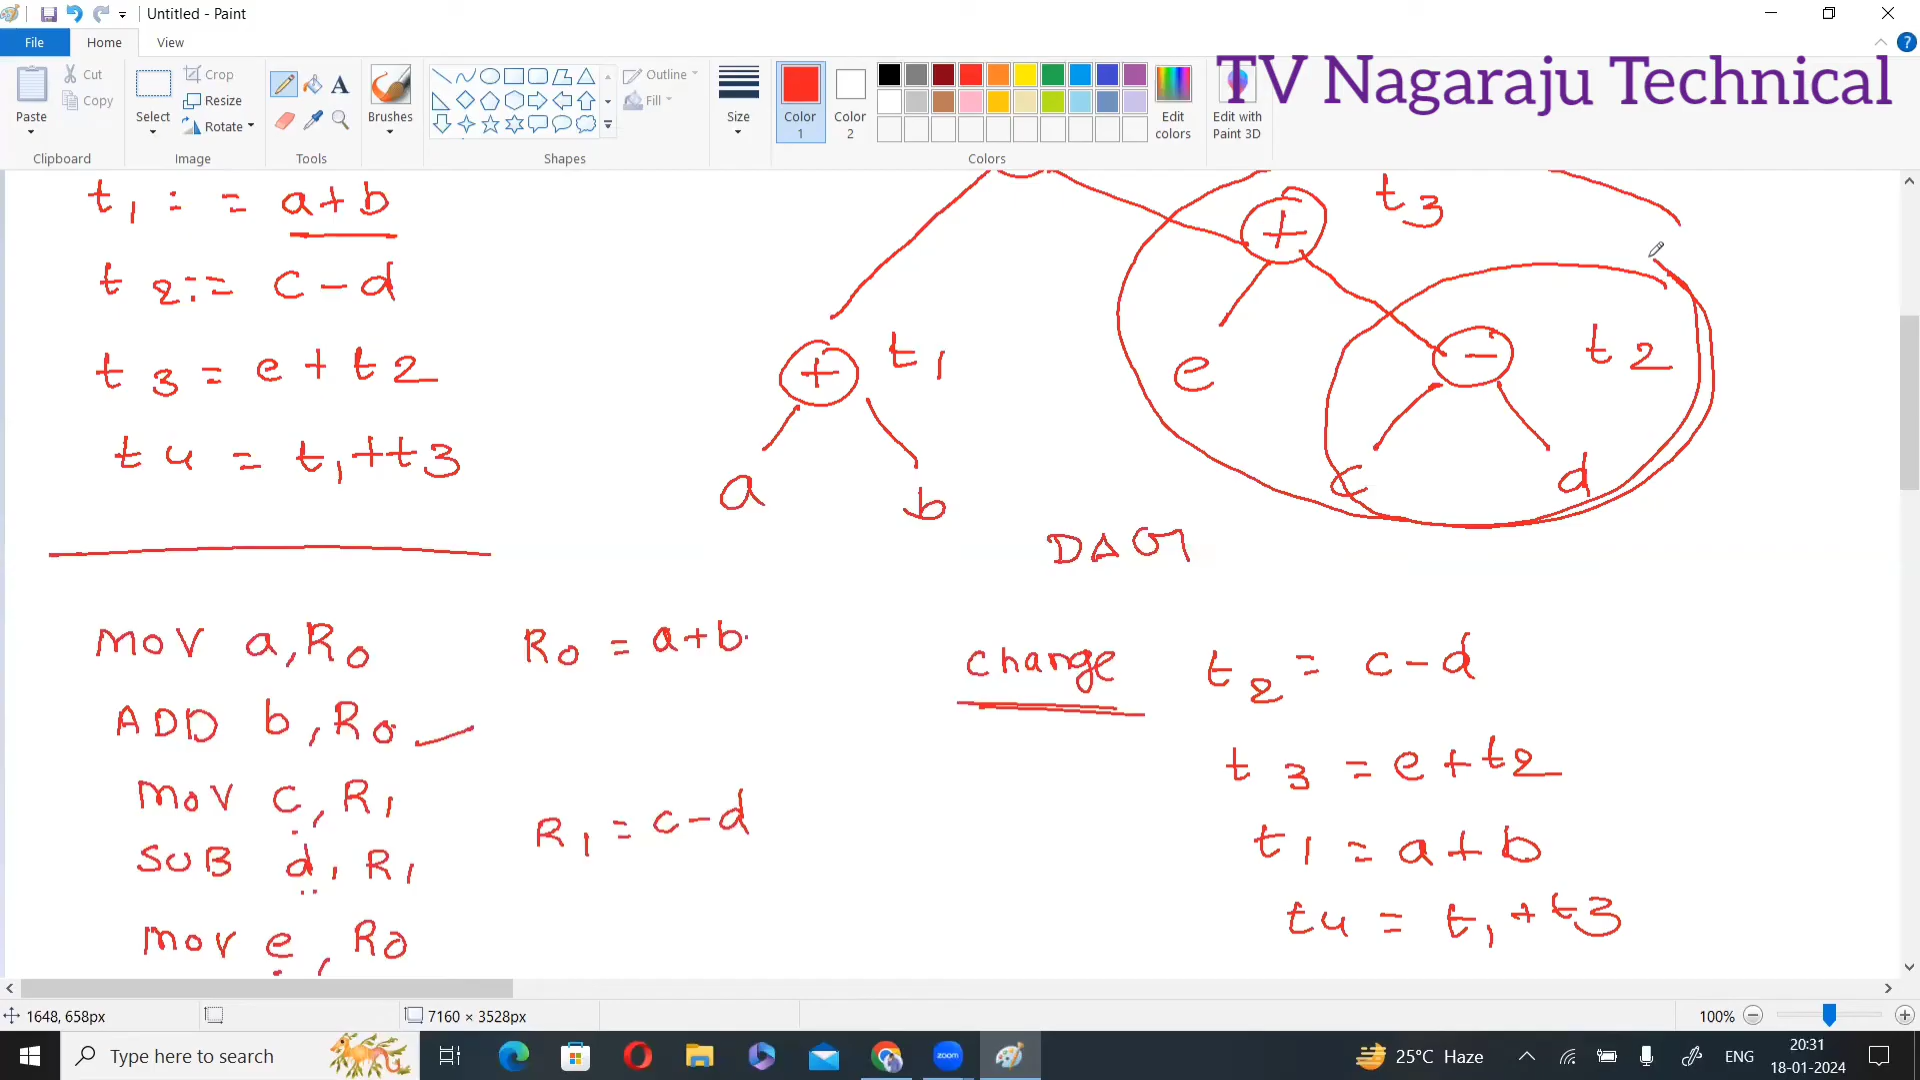 Untitled - Paint
File Home View
TV Nagaraju Technical
Paste
Cut
Copy
Clipboard
Select
Crop
Resize
Rotate
Image
Tools
Brushes
Shapes
Outline
Fill
Size
Color 1
Color 2
Colors
Edit colors
Edit with Paint 3D
t1 := a+b
t2 := c-d
t3 = e+t2
t4 = t1+t3
+ t3
+ t1
e
- t2
a
b
c
d
DAG
MOV a,R0 R0 = a+b
ADD b,R0
MOV c,R1
SUB d,R1 R1 = c-d
MOV e,R0
change t2 = c-d
t3 = e+t2
t1 = a+b
t4 = t1+t3
1648, 658px
7160 × 3528px
100%
Type here to search
zoom
25°C Haze
ENG
20:31
18-01-2024